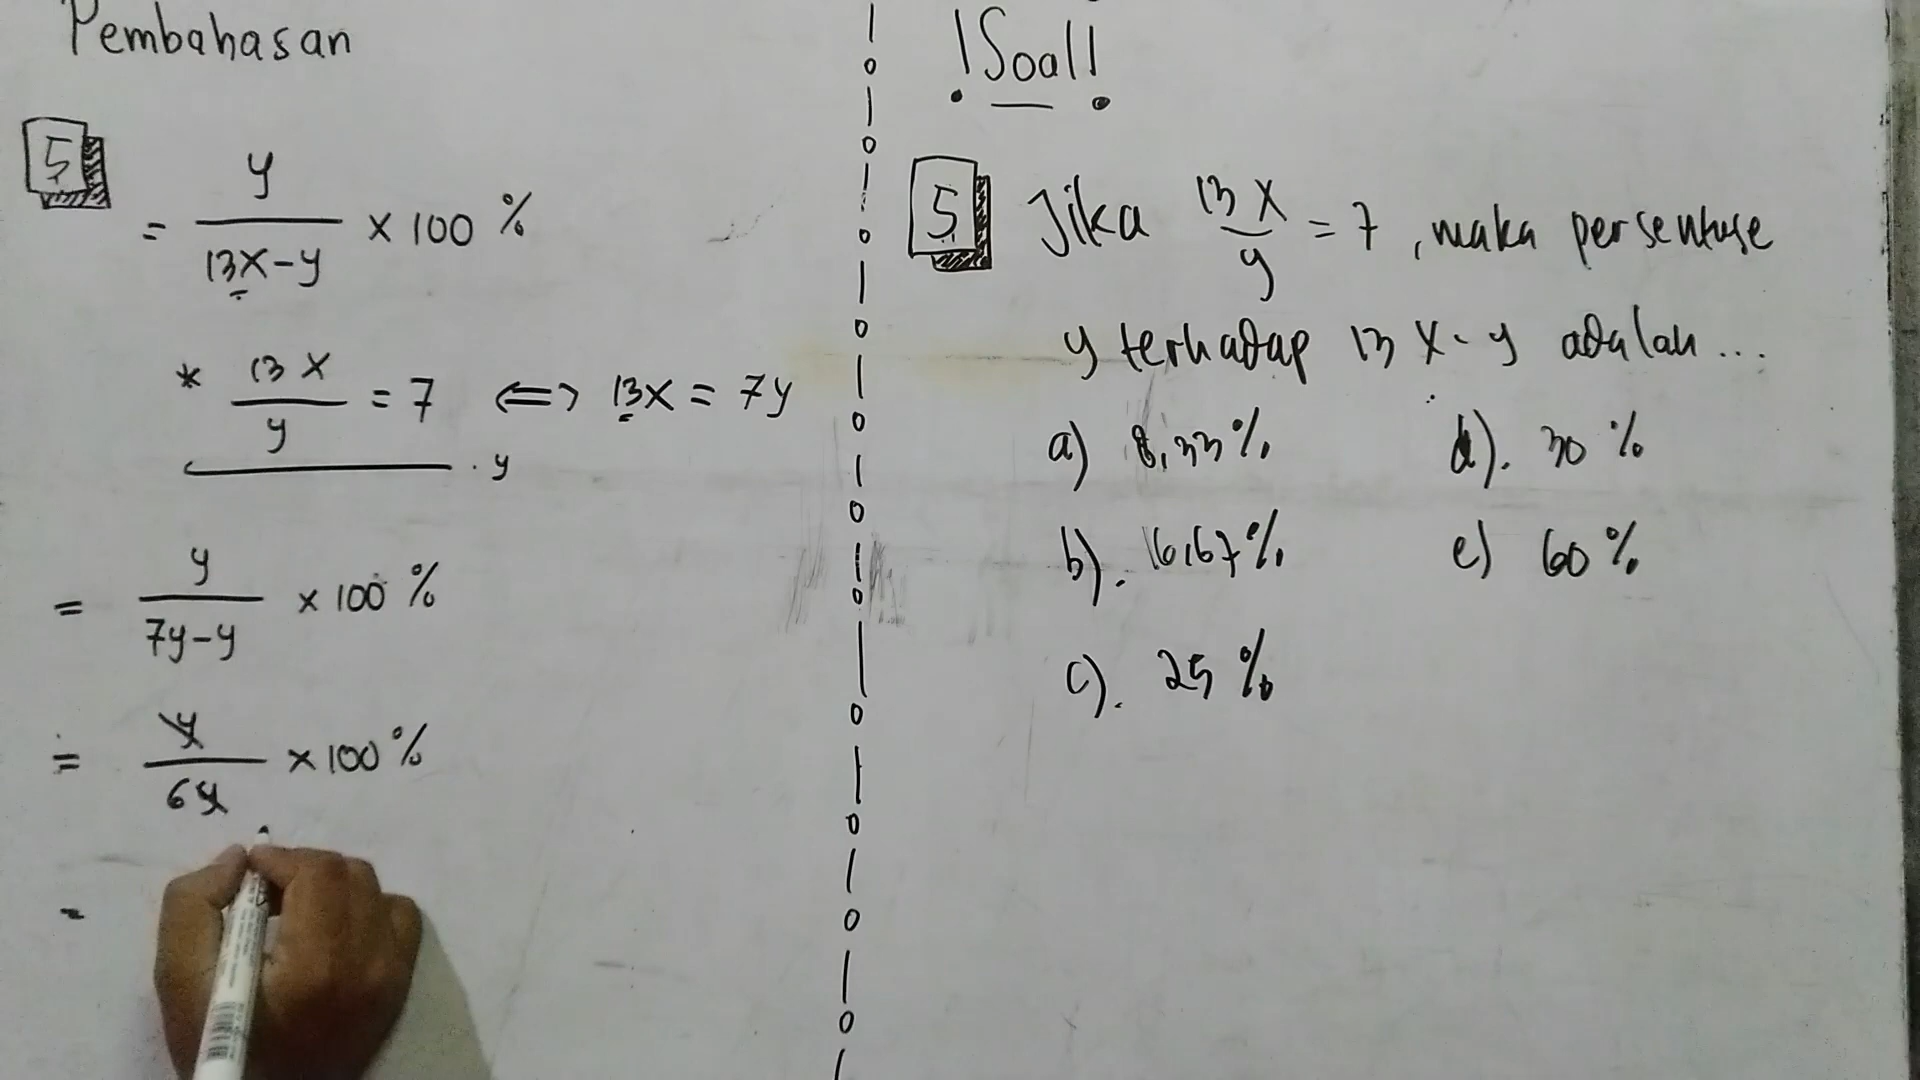 Pembahasan
5
= y / 13x-y × 100 %
* 13x / y = 7 ⇔ 13x = 7y
. y
= y / 7y-y × 100 %
= y / 6y × 100 %
=
! Soal !
5 Jika 13x / y = 7 , maka persentase
y terhadap 13x-y adalah ...
a) 8,33% d). 30 %
b). 16,67% e) 60 %
c). 25 %